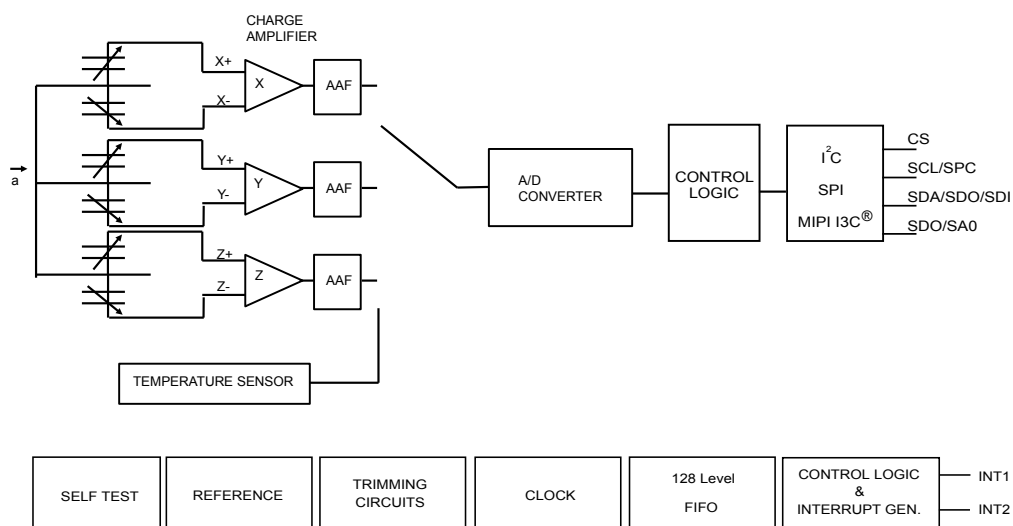 CHARGE
AMPLIFIER
X+
X
X-
AAF
a
Y+
Y
Y-
AAF
Z+
Z
Z-
AAF
TEMPERATURE SENSOR
A/D
CONVERTER
CONTROL
LOGIC
I²C
SPI
MIPI I3C®
CS
SCL/SPC
SDA/SDO/SDI
SDO/SA0
SELF TEST
REFERENCE
TRIMMING
CIRCUITS
CLOCK
128 Level
FIFO
CONTROL LOGIC
&
INTERRUPT GEN.
INT1
INT2